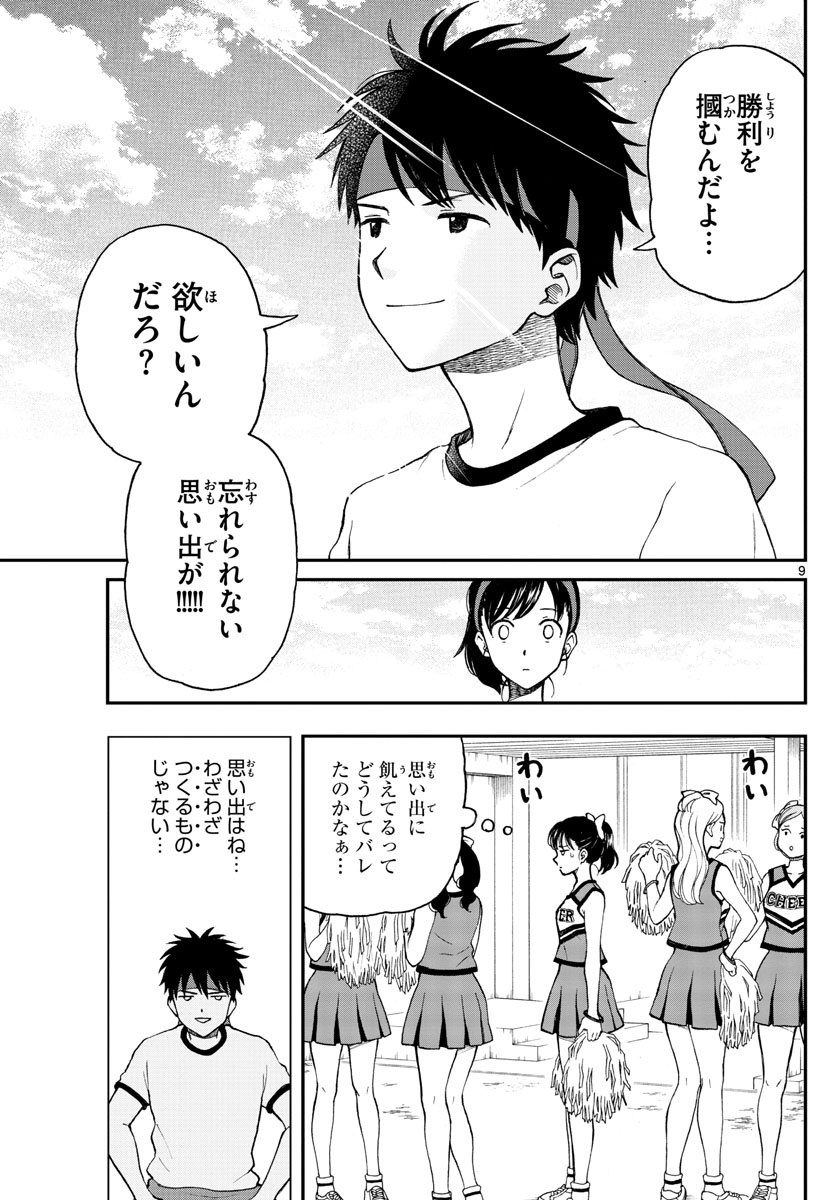 勝利を
摑むんだよ…
欲しいん
だろ?
忘れられない
思い出が!!!!!
9
わい
わい
思い出に
飢えてるって
どうしてバレ
たのかなぁ…
CHEER
ER
思い出はね…
わざわざ
つくるもの
じゃない…